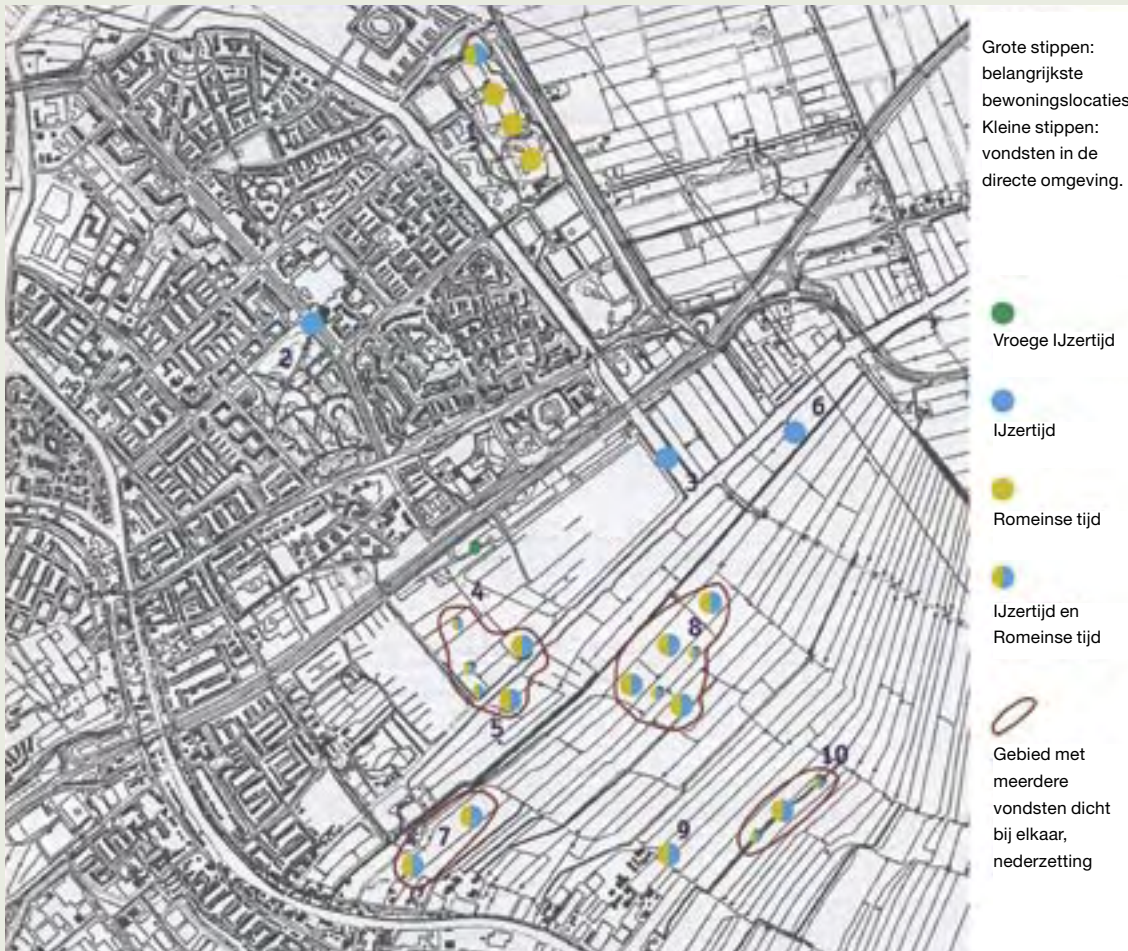 Grote stippen:
belangrijkste
bewoningslocaties
Kleine stippen:
vondsten in de
directe omgeving.
Vroege IJzertijd
IJzertijd
Romeinse tijd
IJzertijd en
Romeinse tijd
Gebied met
meerdere
vondsten dicht
bij elkaar,
nederzetting
2
3
6
4
8
5
10
7
9